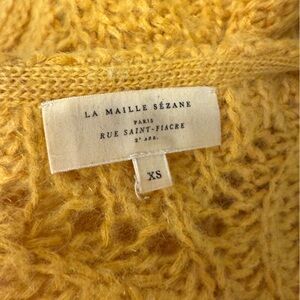 LA MAILLE SÉZANE
PARIS
RUE SAINT-FIACRE
2e ARR.
XS